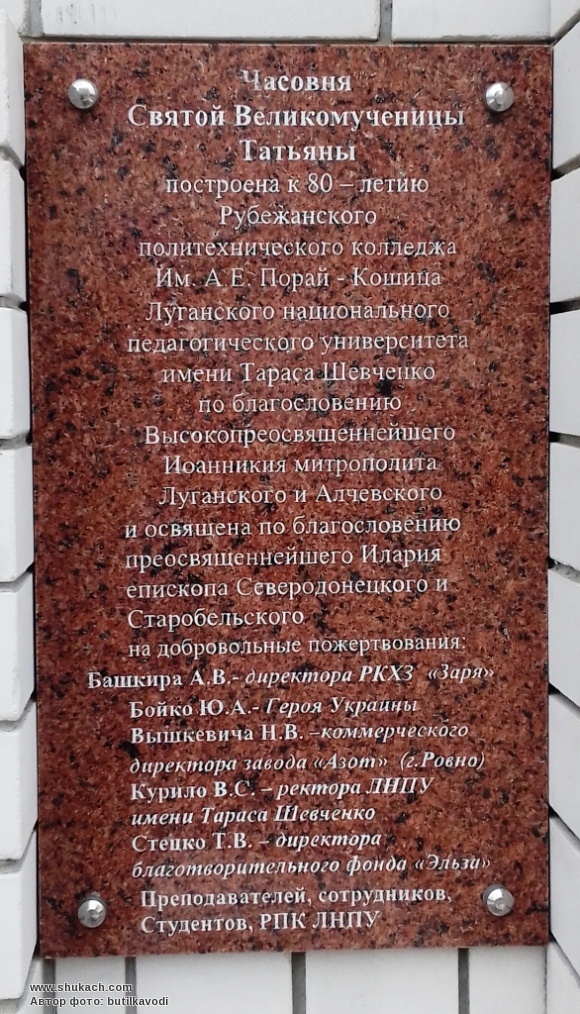 Часовня
Святой Великомученицы
Татьяны
построена к 80 – летию
Рубежанского
политехнического колледжа
Им. А.Е. Порай - Кошица
Луганского национального
педагогического университета
имени Тараса Шевченко
по благословению
Высокопреосвященнейшего
Иоанникия митрополита
Луганского и Алчевского
и освящена по благословению
преосвященнейшего Илария
епископа Северодонецкого и
Старобельского
на добровольные пожертвования:
Башкира А.В.- директора РКХЗ «Заря»
Бойко Ю.А.- Героя Украины
Вышкевича Н.В. –коммерческого
директора завода «Азот» (г.Ровно)
Курило В.С. – ректора ЛНПУ
имени Тараса Шевченко
Стецко Т.В. – директора
благотворительного фонда «Эльза»
Преподавателей, сотрудников,
Студентов, РПК ЛНПУ
www.shukach.com
Автор фото: butilkavodi